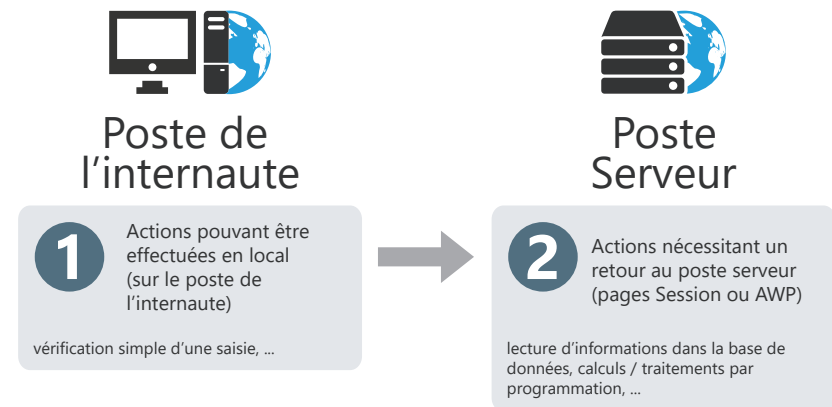 Poste de
l'internaute
Poste
Serveur
1
Actions pouvant être
effectuées en local
(sur le poste de
l'internaute)
vérification simple d'une saisie, ...
2
Actions nécessitant un
retour au poste serveur
(pages Session ou AWP)
lecture d'informations dans la base de
données, calculs / traitements par
programmation, ...